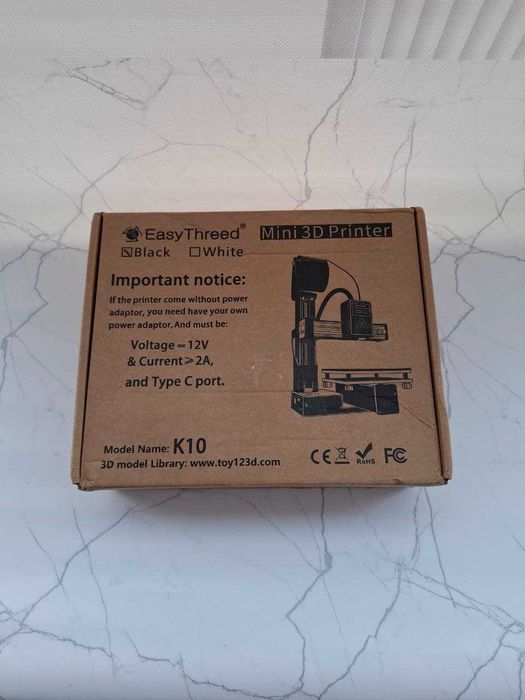 EasyThreed® Mini 3D Printer
Black White
Important notice:
If the printer come without power
adaptor, you need have your own
power adaptor, And must be:
Voltage = 12V
& Current ≥ 2A,
and Type C port.
Model Name: K10
3D model Library: www.toy123d.com
CE RoHS FC